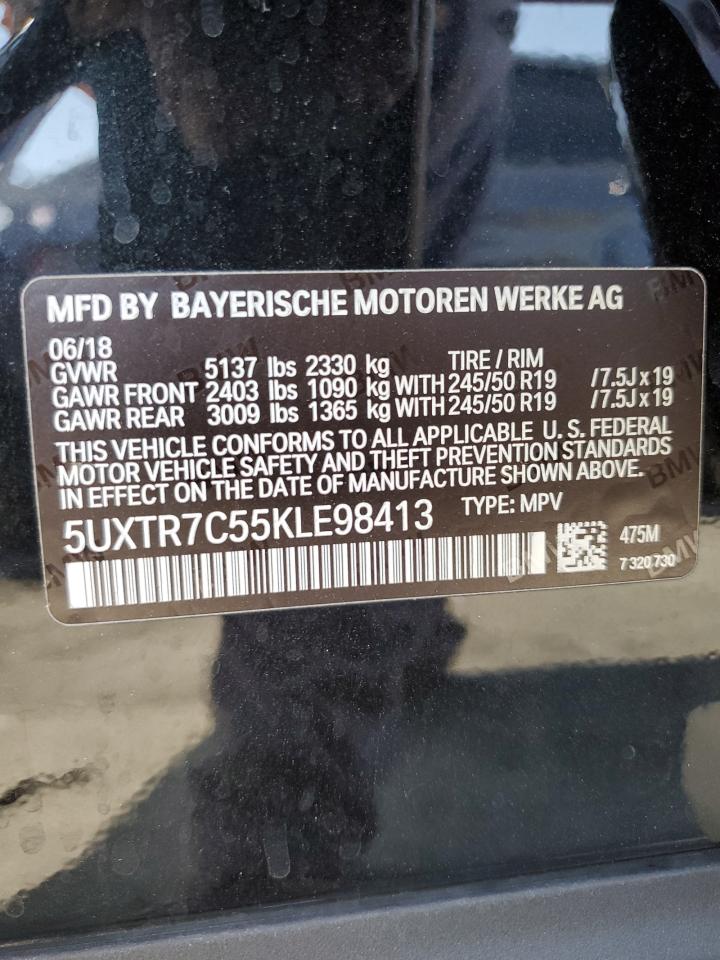 MFD BY BAYERISCHE MOTOREN WERKE AG
06/18
GVWR 5137 lbs 2330 kg TIRE / RIM
GAWR FRONT 2403 lbs 1090 kg WITH 245/50 R19 /7.5J x 19
GAWR REAR 3009 lbs 1365 kg WITH 245/50 R19 /7.5J x 19
THIS VEHICLE CONFORMS TO ALL APPLICABLE U. S. FEDERAL
MOTOR VEHICLE SAFETY AND THEFT PREVENTION STANDARDS
IN EFFECT ON THE DATE OF MANUFACTURE SHOWN ABOVE.
5UXTR7C55KLE98413 TYPE: MPV
475M
7 320 730